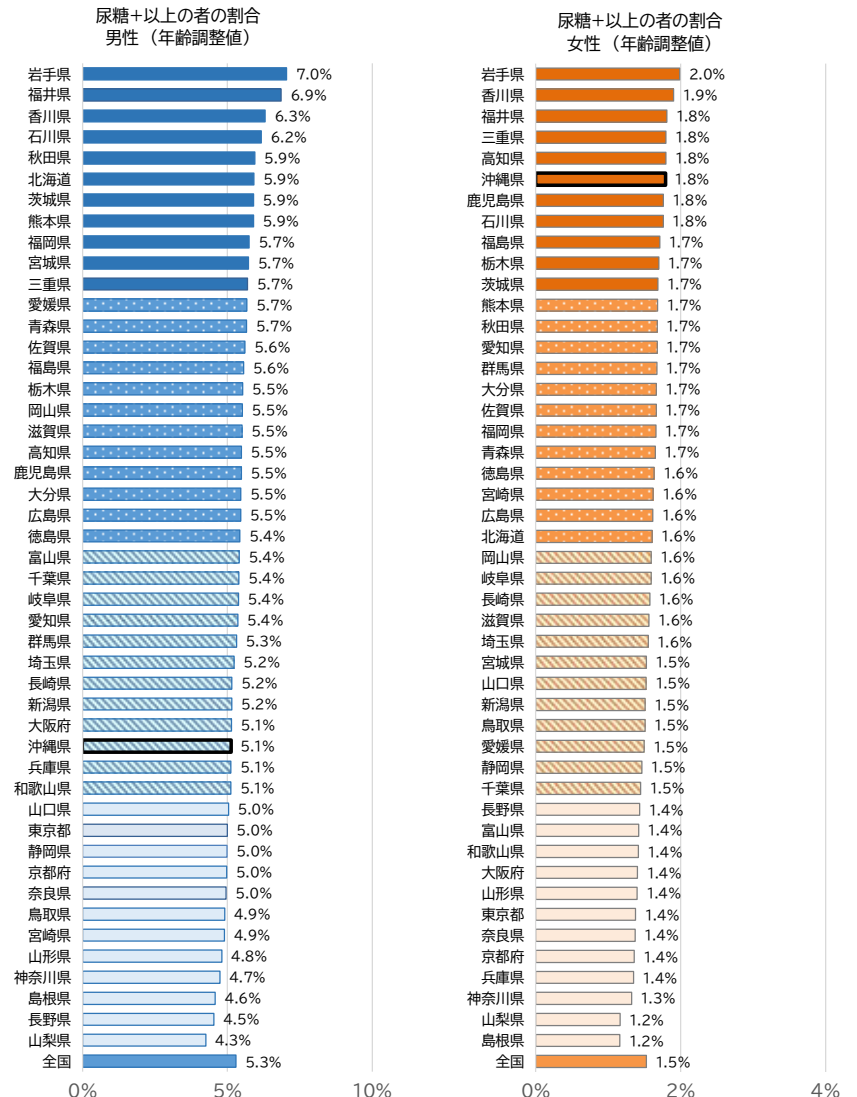 尿糖＋以上の者の割合
男性（年齢調整値）
岩手県 7.0%
福井県 6.9%
香川県 6.3%
石川県 6.2%
秋田県 5.9%
北海道 5.9%
茨城県 5.9%
熊本県 5.9%
福岡県 5.7%
宮城県 5.7%
三重県 5.7%
愛媛県 5.7%
青森県 5.7%
佐賀県 5.6%
福島県 5.6%
栃木県 5.5%
岡山県 5.5%
滋賀県 5.5%
高知県 5.5%
鹿児島県 5.5%
大分県 5.5%
広島県 5.5%
徳島県 5.4%
富山県 5.4%
千葉県 5.4%
岐阜県 5.4%
愛知県 5.4%
群馬県 5.3%
埼玉県 5.2%
長崎県 5.2%
新潟県 5.2%
大阪府 5.1%
沖縄県 5.1%
兵庫県 5.1%
和歌山県 5.1%
山口県 5.0%
東京都 5.0%
静岡県 5.0%
京都府 5.0%
奈良県 5.0%
鳥取県 4.9%
宮崎県 4.9%
山形県 4.8%
神奈川県 4.7%
島根県 4.6%
長野県 4.5%
山梨県 4.3%
全国 5.3%
0% 5% 10%
尿糖＋以上の者の割合
女性（年齢調整値）
岩手県 2.0%
香川県 1.9%
福井県 1.8%
三重県 1.8%
高知県 1.8%
沖縄県 1.8%
鹿児島県 1.8%
石川県 1.8%
福島県 1.7%
栃木県 1.7%
茨城県 1.7%
熊本県 1.7%
秋田県 1.7%
愛知県 1.7%
群馬県 1.7%
大分県 1.7%
佐賀県 1.7%
福岡県 1.7%
青森県 1.7%
徳島県 1.6%
宮崎県 1.6%
広島県 1.6%
北海道 1.6%
岡山県 1.6%
岐阜県 1.6%
長崎県 1.6%
滋賀県 1.6%
埼玉県 1.6%
宮城県 1.5%
山口県 1.5%
新潟県 1.5%
鳥取県 1.5%
愛媛県 1.5%
静岡県 1.5%
千葉県 1.5%
長野県 1.4%
富山県 1.4%
和歌山県 1.4%
大阪府 1.4%
山形県 1.4%
東京都 1.4%
奈良県 1.4%
京都府 1.4%
兵庫県 1.4%
神奈川県 1.3%
山梨県 1.2%
島根県 1.2%
全国 1.5%
0% 2% 4%